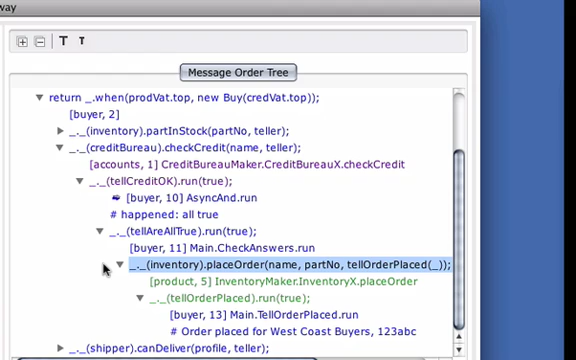 way
T T
Message Order Tree
return _.when(prodVat.top, new Buy(credVat.top));
[buyer, 2]
_._(inventory).partInStock(partNo, teller);
_._(creditBureau).checkCredit(name, teller);
[accounts, 1] CreditBureauMaker.CreditBureauX.checkCredit
_._(tellCreditOK).run(true);
[buyer, 10] AsyncAnd.run
# happened: all true
_._(tellAreAllTrue).run(true);
[buyer, 11] Main.CheckAnswers.run
_._(inventory).placeOrder(name, partNo, tellOrderPlaced(_));
[product, 5] InventoryMaker.InventoryX.placeOrder
_._(tellOrderPlaced).run(true);
[buyer, 13] Main.TellOrderPlaced.run
# Order placed for West Coast Buyers, 123abc
_._(shipper).canDeliver(profile, teller);